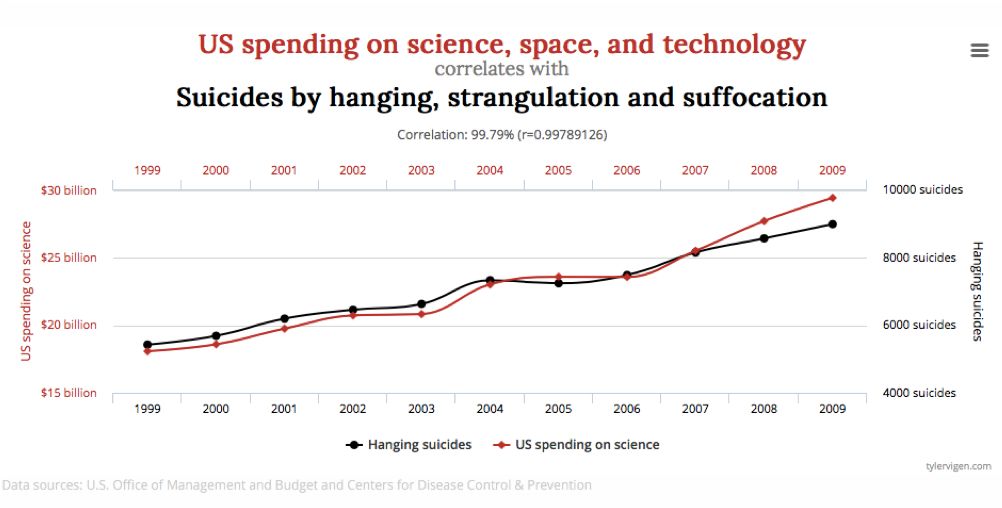 US spending on science, space, and technology
correlates with
Suicides by hanging, strangulation and suffocation
Correlation: 99.79% (r=0.99789126)
1999 2000 2001 2002 2003 2004 2005 2006 2007 2008 2009
$30 billion 10000 suicides
$25 billion 8000 suicides
$20 billion 6000 suicides
$15 billion 4000 suicides
US spending on science
Hanging suicides
1999 2000 2001 2002 2003 2004 2005 2006 2007 2008 2009
Hanging suicides US spending on science
tylervigen.com
Data sources: U.S. Office of Management and Budget and Centers for Disease Control & Prevention